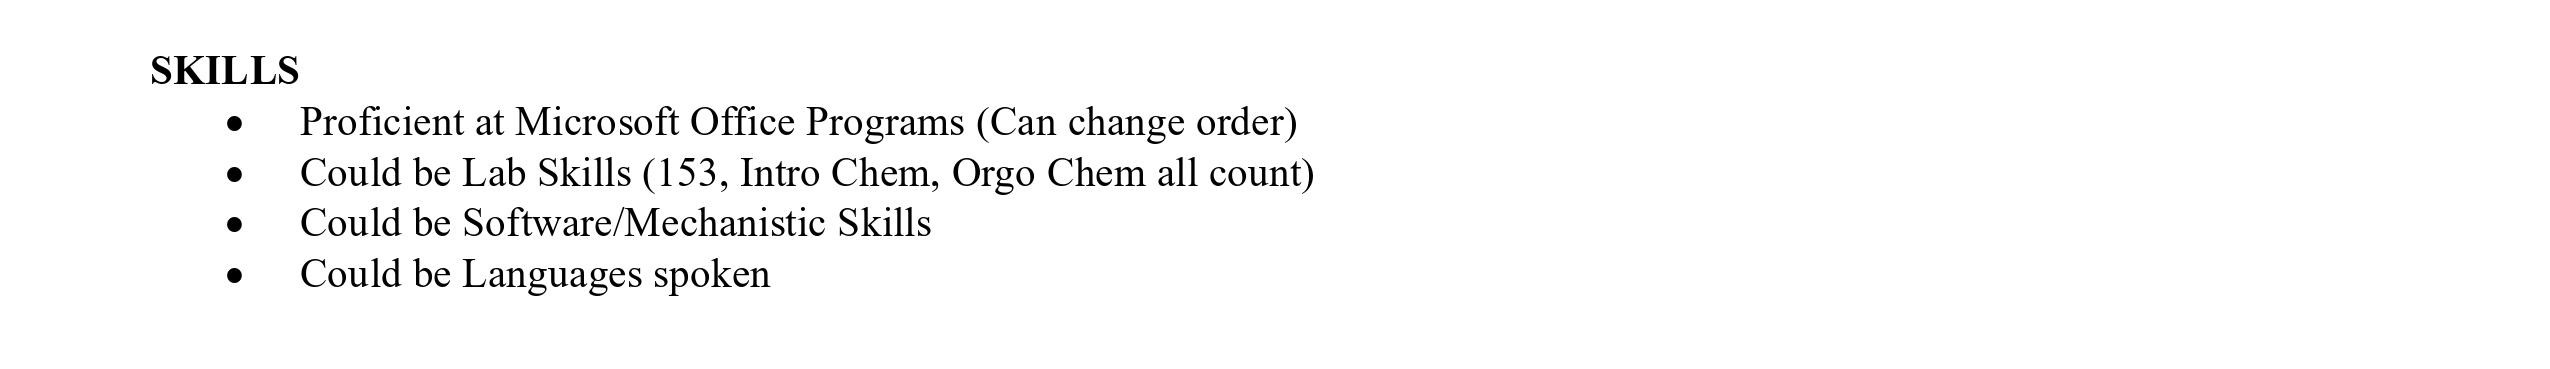 SKILLS
• Proficient at Microsoft Office Programs (Can change order)
• Could be Lab Skills (153, Intro Chem, Orgo Chem all count)
• Could be Software/Mechanistic Skills
• Could be Languages spoken